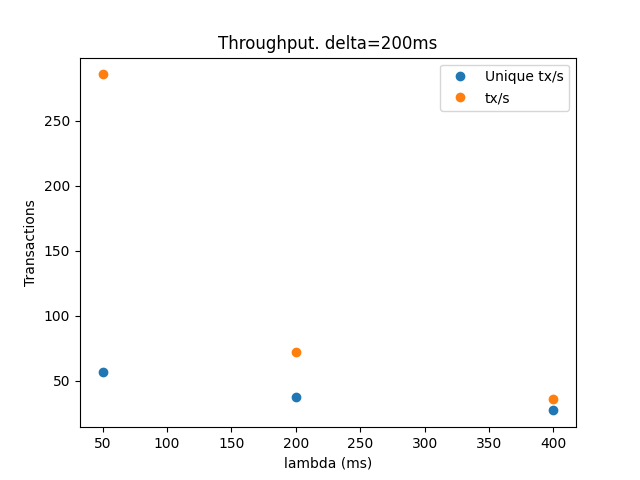 Throughput. delta=200ms
Unique tx/s
tx/s
Transactions
250
200
150
100
50
50 100 150 200 250 300 350 400
lambda (ms)